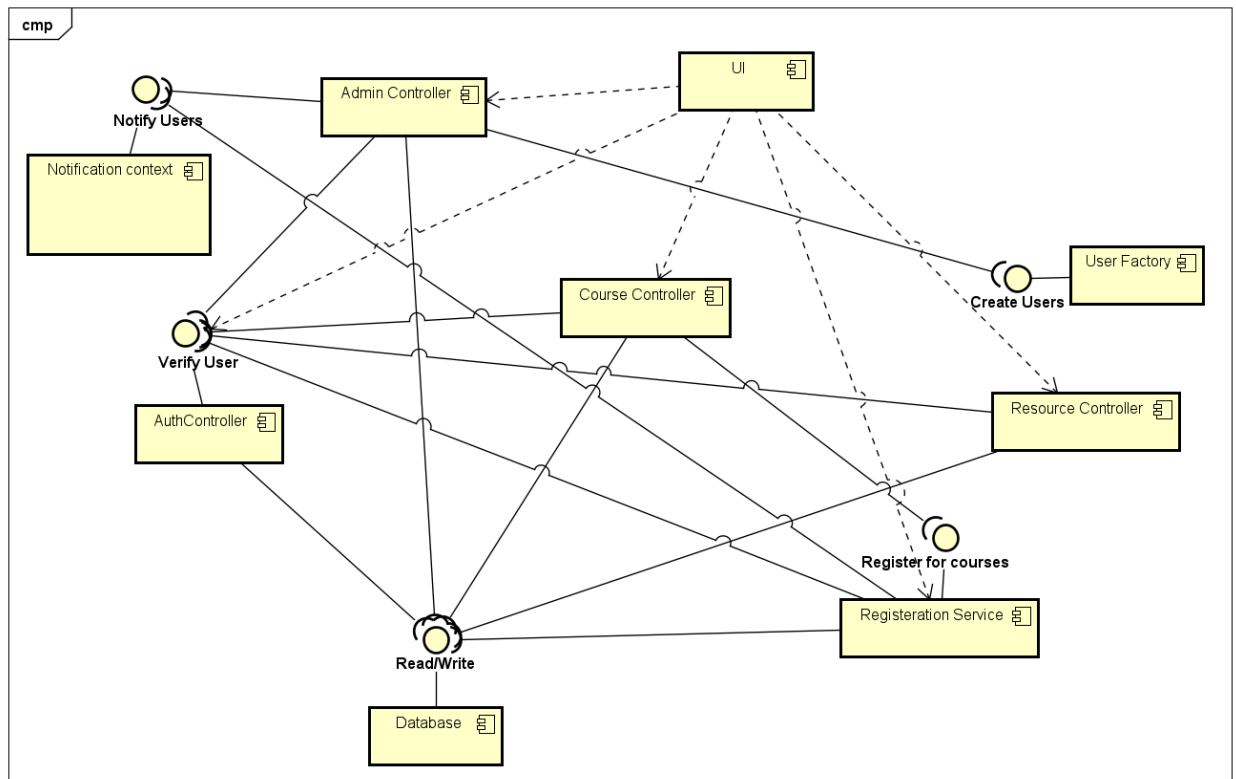 cmp
UI
Admin Controller
Notify Users
Notification context
User Factory
Create Users
Course Controller
Verify User
AuthController
Resource Controller
Register for courses
Registeration Service
Read/Write
Database